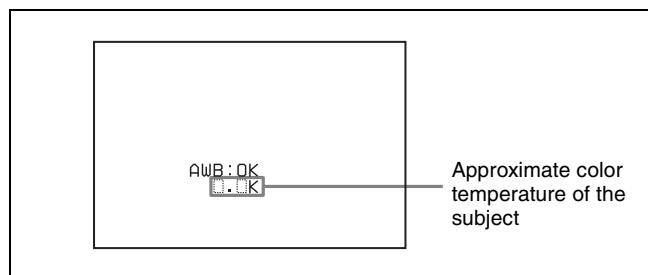 AWB:OK
□.□K
Approximate color
temperature of the
subject